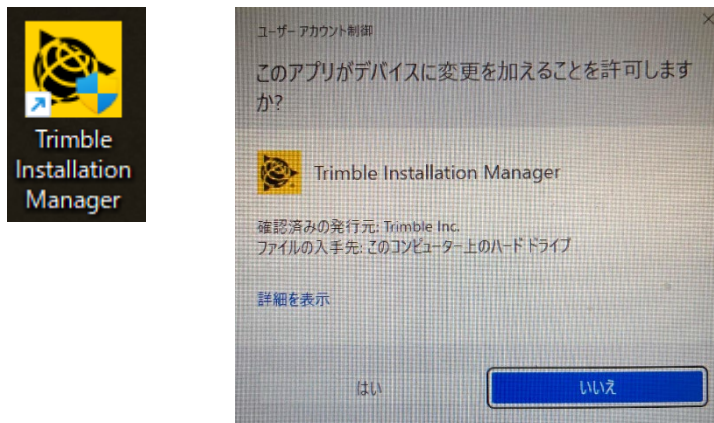 Trimble
Installation
Manager
ユーザー アカウント制御
このアプリがデバイスに変更を加えることを許可します
か?
Trimble Installation Manager
確認済みの発行元: Trimble Inc.
ファイルの入手先: このコンピューター上のハード ドライブ
詳細を表示
はい
いいえ